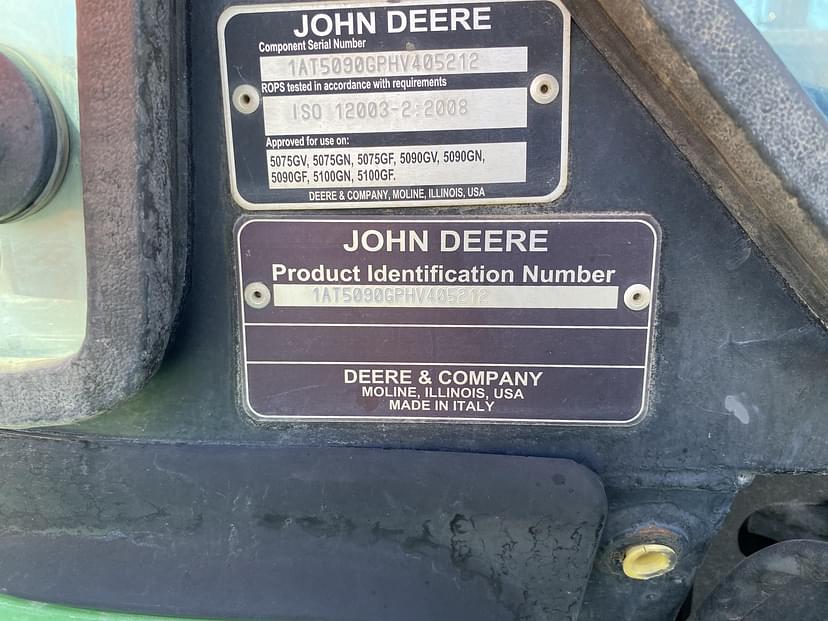 JOHN DEERE
Component Serial Number
1AT5090GPHV405212
ROPS tested in accordance with requirements
ISO 12003-2:2008
Approved for use on:
5075GV, 5075GN, 5075GF, 5090GV, 5090GN,
5090GF, 5100GN, 5100GF.
DEERE & COMPANY, MOLINE, ILLINOIS, USA
JOHN DEERE
Product Identification Number
1AT5090GPHV405212
DEERE & COMPANY
MOLINE, ILLINOIS, USA
MADE IN ITALY